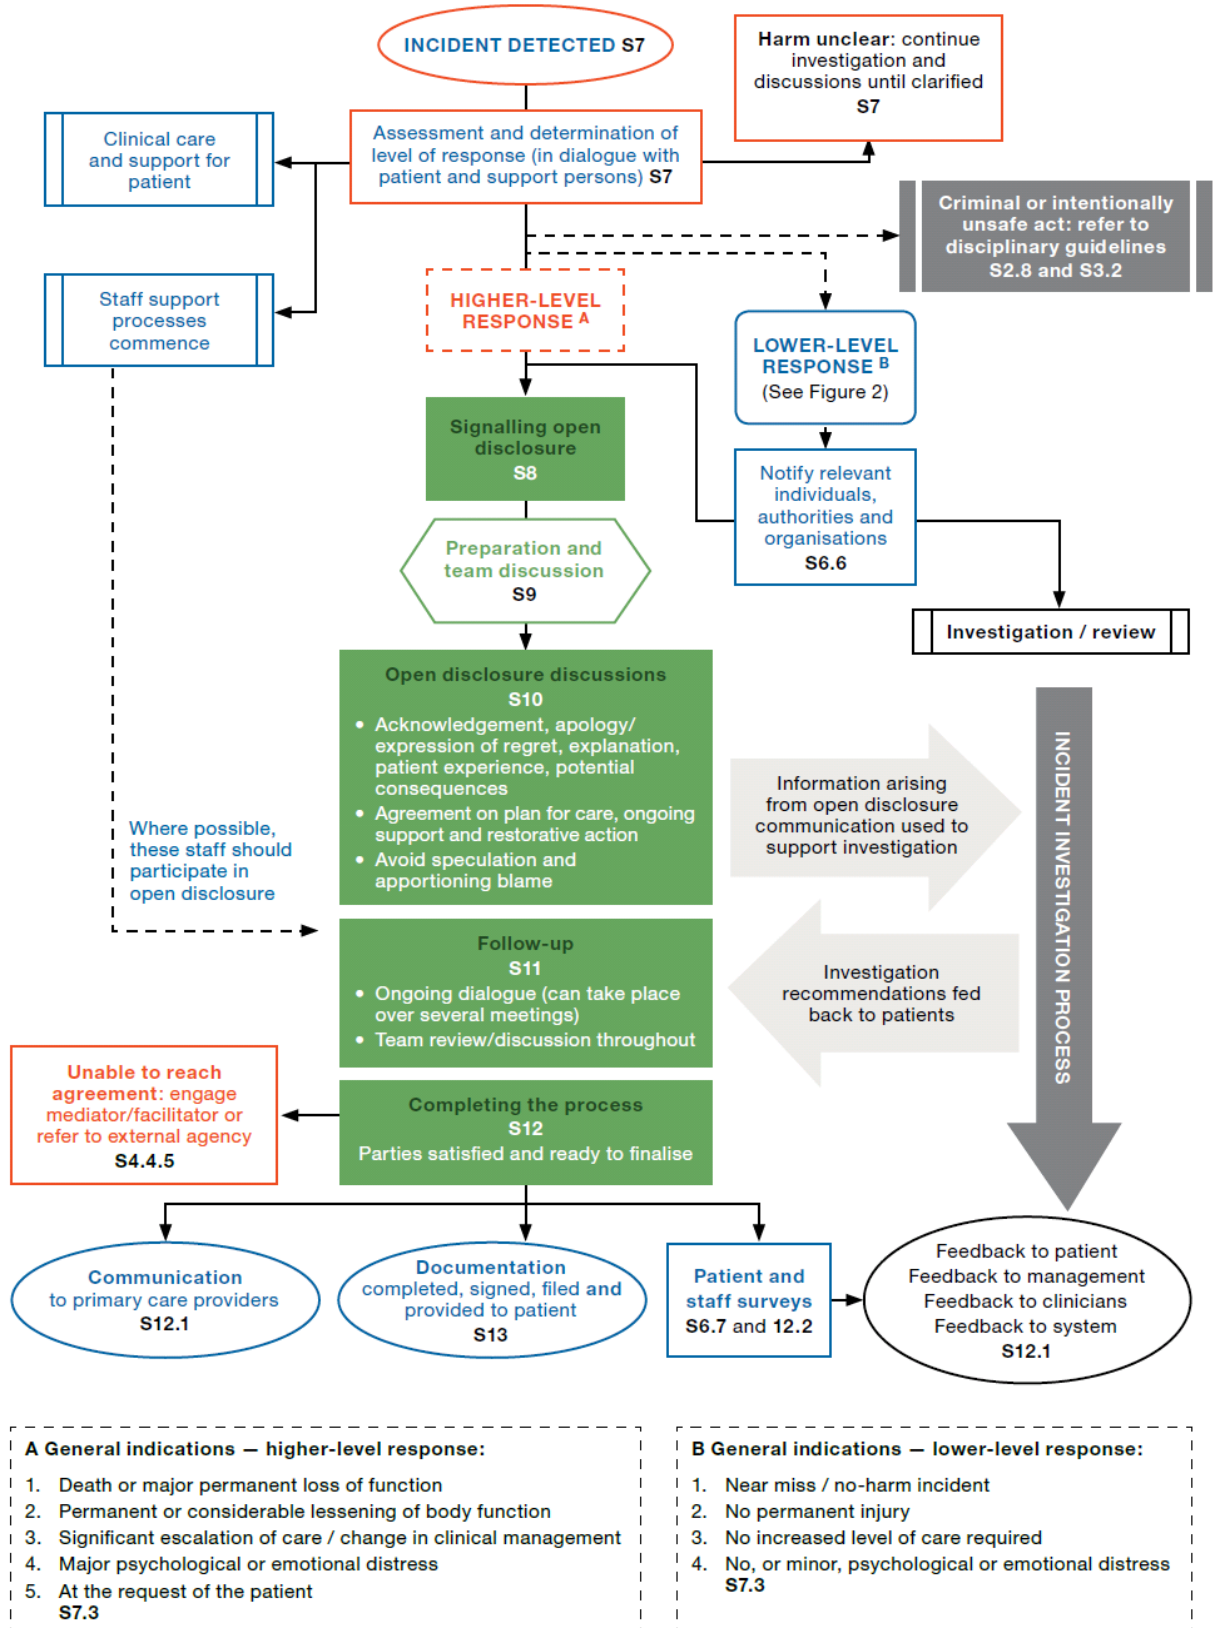 INCIDENT DETECTED S7
Harm unclear: continue
investigation and
discussions until clarified
S7
Clinical care
and support for
patient
Assessment and determination of
level of response (in dialogue with
patient and support persons) S7
Criminal or intentionally
unsafe act: refer to
disciplinary guidelines
S2.8 and S3.2
Staff support
processes
commence
HIGHER-LEVEL
RESPONSE A
LOWER-LEVEL
RESPONSE B
(See Figure 2)
Signalling open
disclosure
S8
Notify relevant
individuals,
authorities and
organisations
S6.6
Preparation and
team discussion
S9
Investigation / review
Open disclosure discussions
S10
• Acknowledgement, apology/
expression of regret, explanation,
patient experience, potential
consequences
• Agreement on plan for care, ongoing
support and restorative action
• Avoid speculation and
apportioning blame
Information arising
from open disclosure
communication used to
support investigation
INCIDENT INVESTIGATION PROCESS
Where possible,
these staff should
participate in
open disclosure
Follow-up
S11
• Ongoing dialogue (can take place
over several meetings)
• Team review/discussion throughout
Investigation
recommendations fed
back to patients
Unable to reach
agreement: engage
mediator/facilitator or
refer to external agency
S4.4.5
Completing the process
S12
Parties satisfied and ready to finalise
Communication
to primary care providers
S12.1
Documentation
completed, signed, filed and
provided to patient
S13
Patient and
staff surveys
S6.7 and 12.2
Feedback to patient
Feedback to management
Feedback to clinicians
Feedback to system
S12.1
A General indications — higher-level response:
1. Death or major permanent loss of function
2. Permanent or considerable lessening of body function
3. Significant escalation of care / change in clinical management
4. Major psychological or emotional distress
5. At the request of the patient
S7.3
B General indications — lower-level response:
1. Near miss / no-harm incident
2. No permanent injury
3. No increased level of care required
4. No, or minor, psychological or emotional distress
S7.3